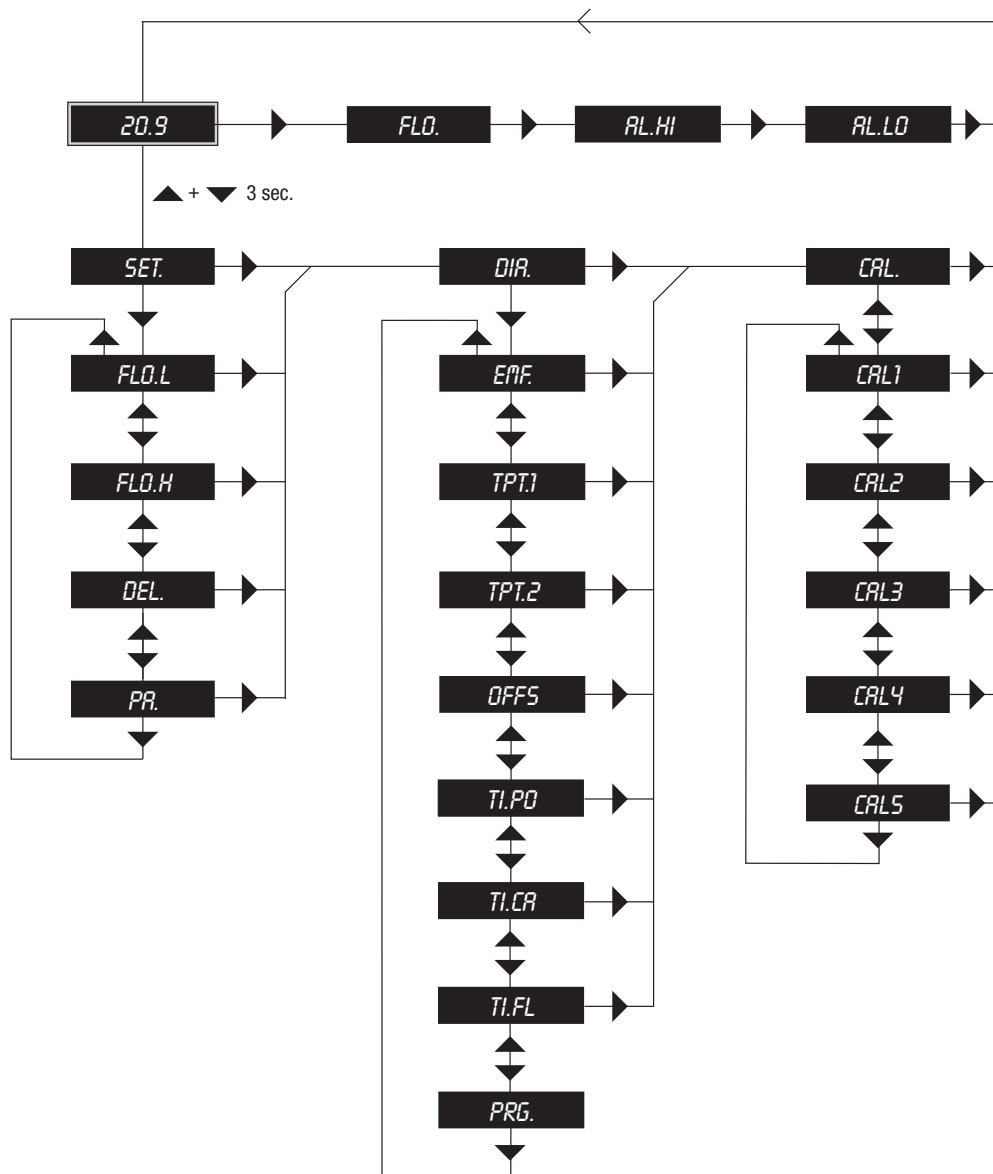 20.9 FLO. AL.HI AL.LO
+ 3 sec.
SET. DIA. CAL.
FLO.L EMF. CAL1
FLO.H TPT.1 CAL2
DEL. TPT.2 CAL3
PA. OFFS CAL4
TI.PO CAL5
TI.CA
TI.FL
PRG.